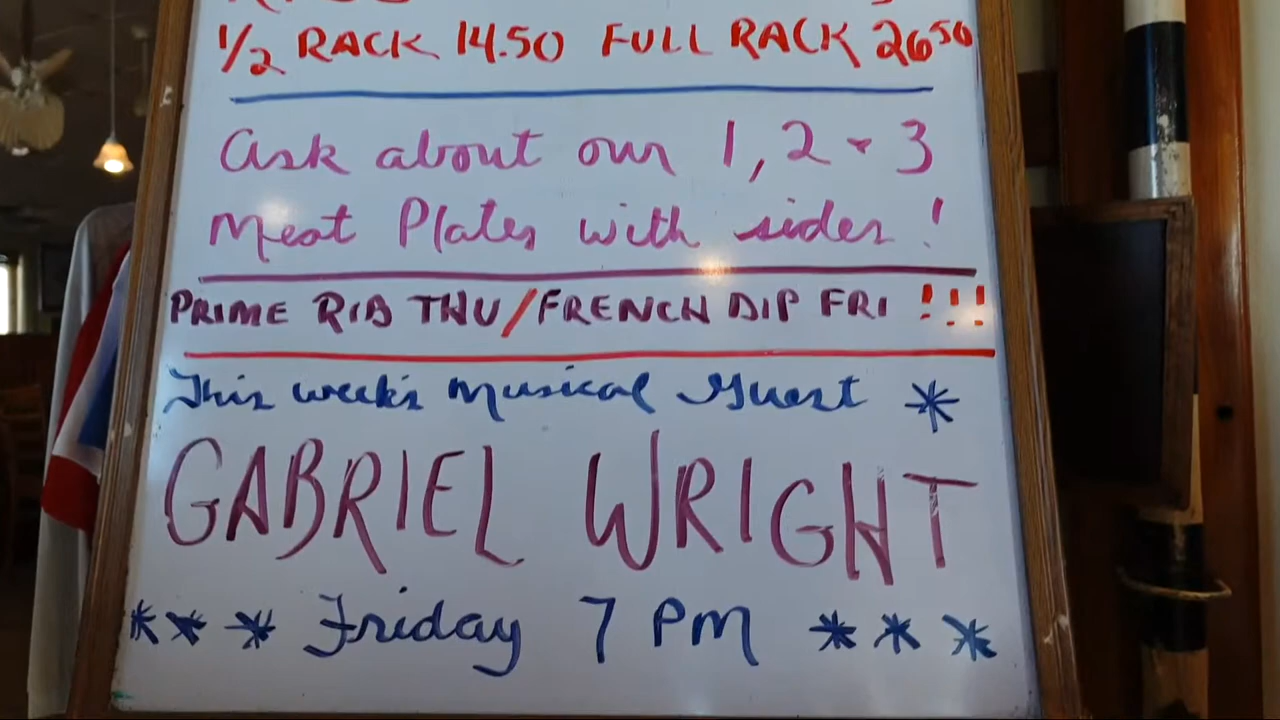 1/2 RACK 14.50 FULL RACK 26 50
Ask about our 1, 2 & 3
Meat Plates with sides!
PRIME RIB THU/FRENCH DIP FRI !!!
This week's Musical Guest *
GABRIEL WRIGHT
*** Friday 7 PM ***